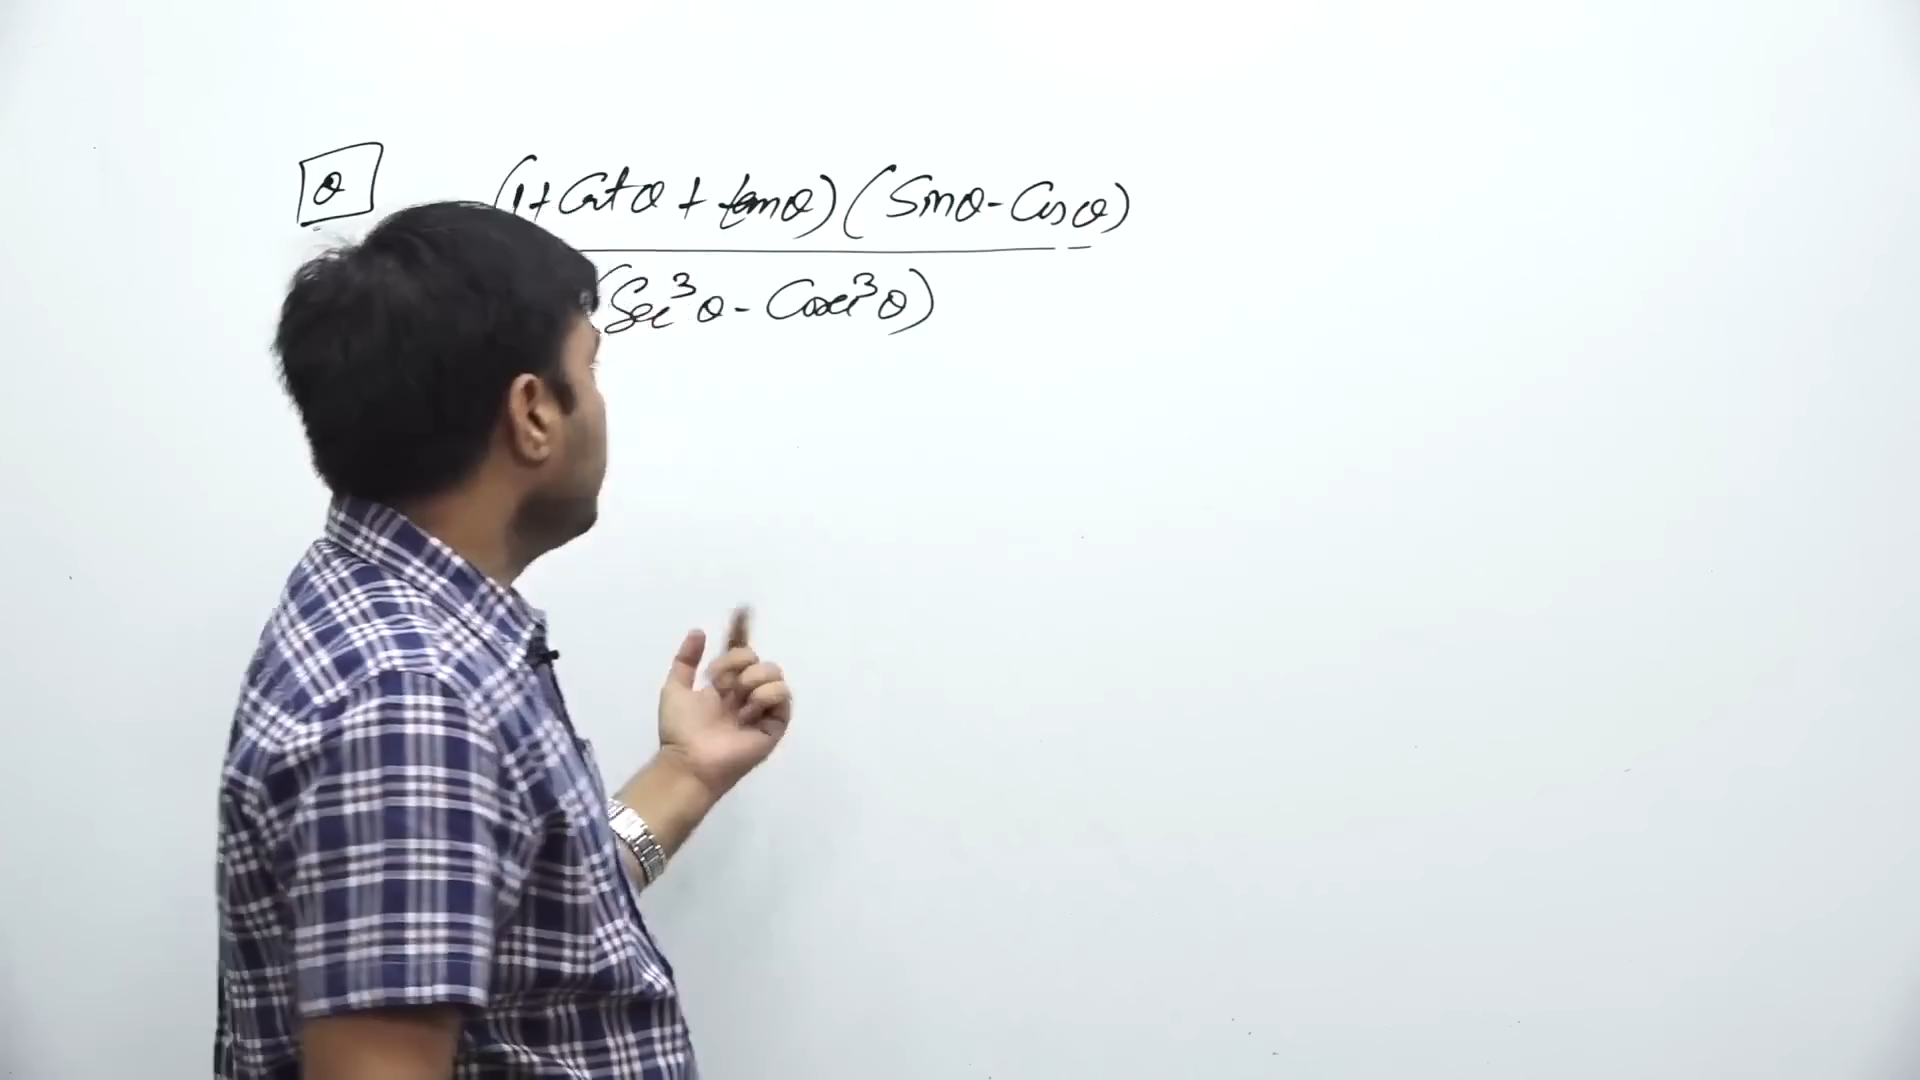 Q (1+Cotθ + tanθ) (Sinθ - Cosθ)
(Sec³θ - Cosec³θ)